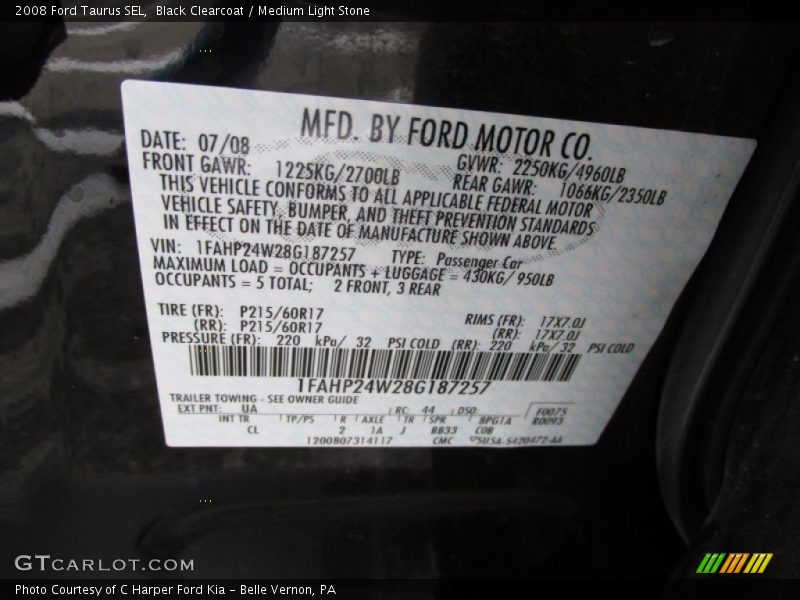 2008 Ford Taurus SEL,  Black Clearcoat / Medium Light Stone
MFD. BY FORD MOTOR CO.
DATE: 07/08 GVWR: 2250KG/4960LB
FRONT GAWR: 1225KG/2700LB REAR GAWR: 1066KG/2350LB
THIS VEHICLE CONFORMS TO ALL APPLICABLE FEDERAL MOTOR
VEHICLE SAFETY, BUMPER, AND THEFT PREVENTION STANDARDS
IN EFFECT ON THE DATE OF MANUFACTURE SHOWN ABOVE.
VIN: 1FAHP24W28G187257 TYPE: Passenger Car
MAXIMUM LOAD = OCCUPANTS + LUGGAGE = 430KG/ 950LB
OCCUPANTS = 5 TOTAL; 2 FRONT, 3 REAR
TIRE (FR): P215/60R17 RIMS (FR): 17X7.0J
(RR): P215/60R17 (RR): 17X7.0J
PRESSURE (FR): 220 kPa/ 32 PSI COLD (RR): 220 kPa/ 32 PSI COLD
1FAHP24W28G187257
TRAILER TOWING - SEE OWNER GUIDE
EXT PNT: UA RC: 44 DSO: F0075
INT TR TP/PS R AXLE TR SPR BPG1A R0093
CL 2 1A J BB33 COB
1200807314117 CMC 5U5A-5420472-AA
GTCARLOT.COM
Photo Courtesy of C Harper Ford Kia – Belle Vernon, PA